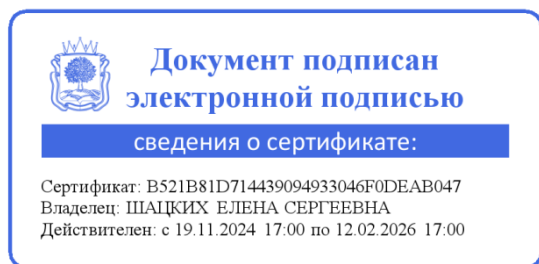 Документ подписан
электронной подписью
сведения о сертификате:
Сертификат: B521B81D714439094933046F0DEAB047
Владелец: ШАЦКИХ ЕЛЕНА СЕРГЕЕВНА
Действителен: с 19.11.2024 17:00 по 12.02.2026 17:00